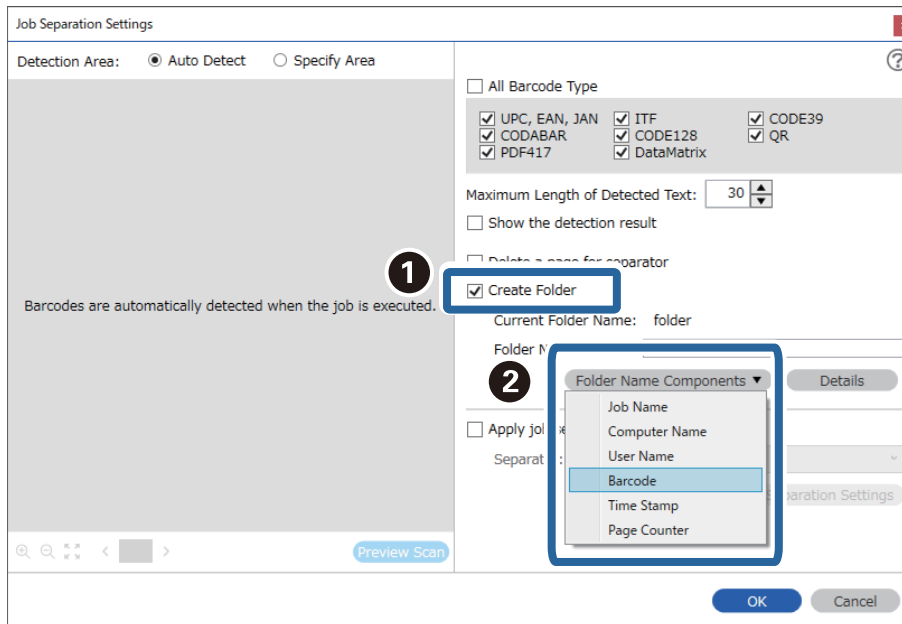 Job Separation Settings
Detection Area: Auto Detect Specify Area
All Barcode Type
UPC, EAN, JAN ITF CODE39
CODABAR CODE128 QR
PDF417 DataMatrix
Maximum Length of Detected Text: 30
Show the detection result
Delete a page for separator
1
Create Folder
Barcodes are automatically detected when the job is executed.
Current Folder Name: folder
Folder N
2
Folder Name Components ▼ Details
Job Name
Apply jo
Computer Name
User Name
Separat :
Barcode
Time Stamp
paration Settings
Page Counter
Preview Scan
OK Cancel